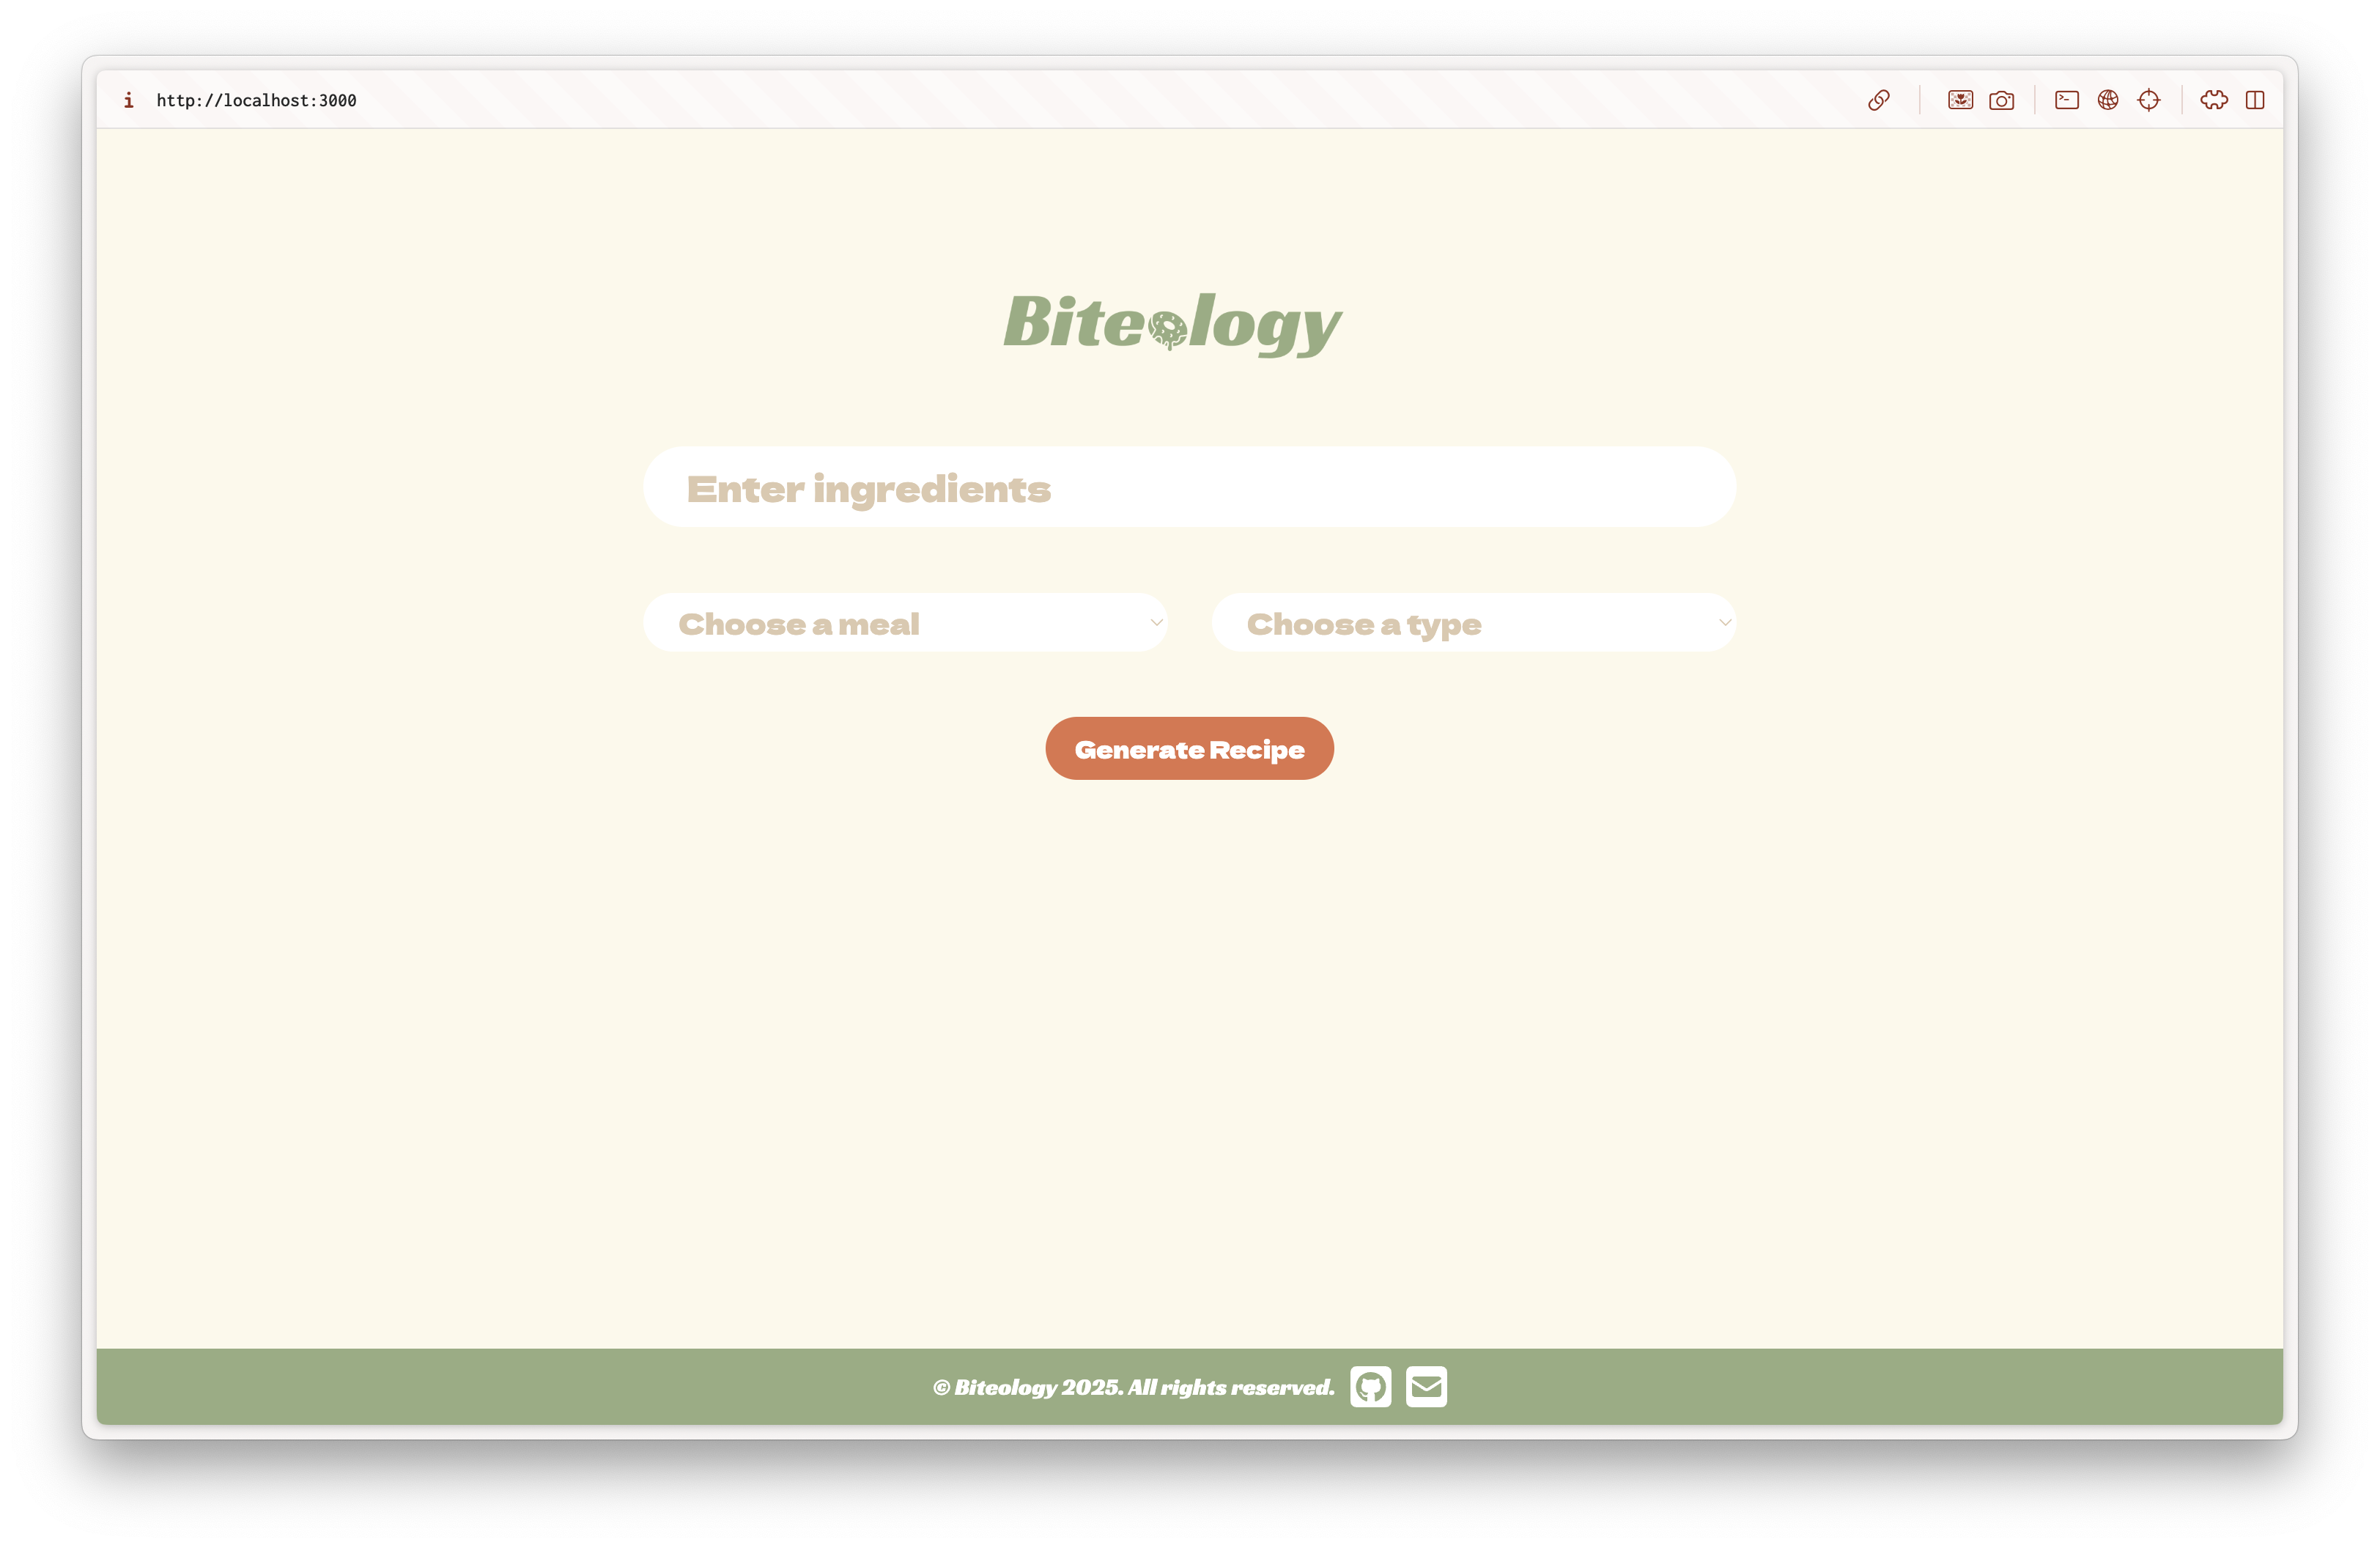 i http://localhost:3000
Biteology
Enter ingredients
Choose a meal
Choose a type
Generate Recipe
© Biteology 2025. All rights reserved.